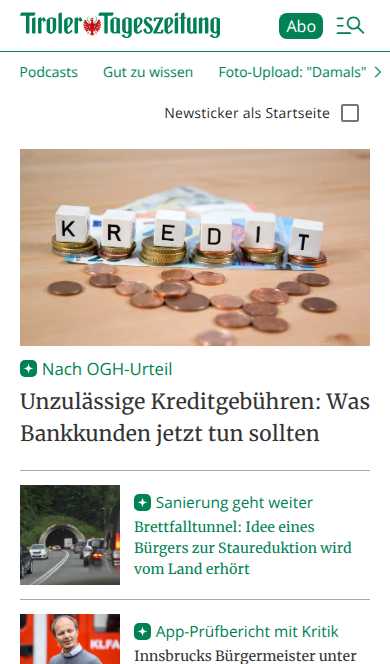 Tiroler Tageszeitung
Abo
Podcasts Gut zu wissen Foto-Upload: "Damals"
Newsticker als Startseite
K R E D I T
Nach OGH-Urteil
Unzulässige Kreditgebühren: Was
Bankkunden jetzt tun sollten
Sanierung geht weiter
Brettfalltunnel: Idee eines
Bürgers zur Staureduktion wird
vom Land erhört
App-Prüfbericht mit Kritik
KLFA
Innsbrucks Bürgermeister unter